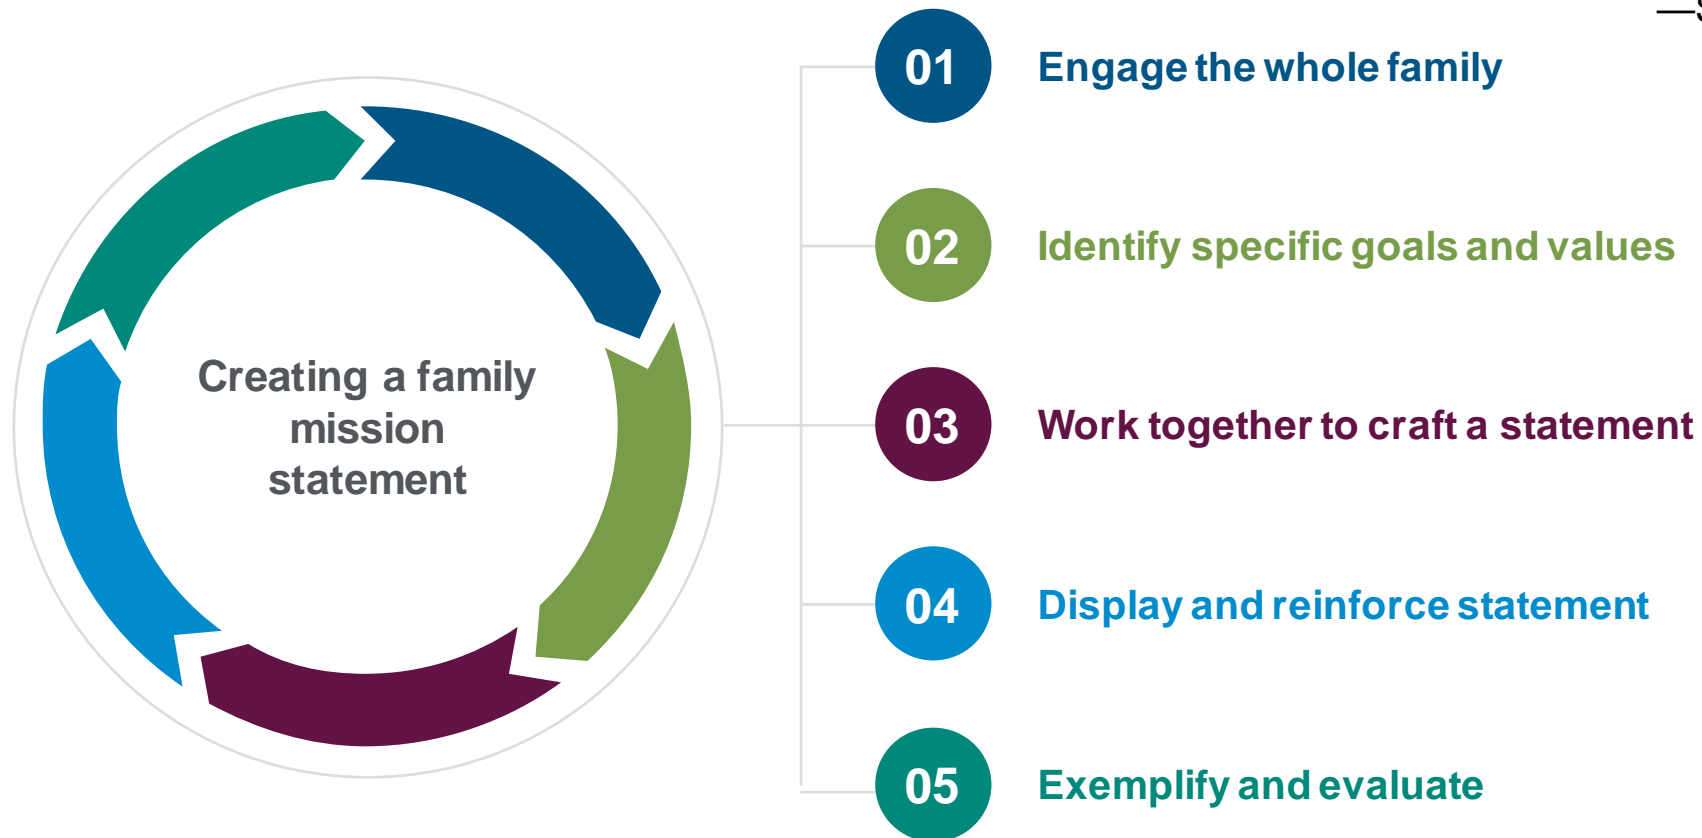 01 Engage the whole family
02 Identify specific goals and values
Creating a family
mission
statement
03 Work together to craft a statement
04 Display and reinforce statement
05 Exemplify and evaluate